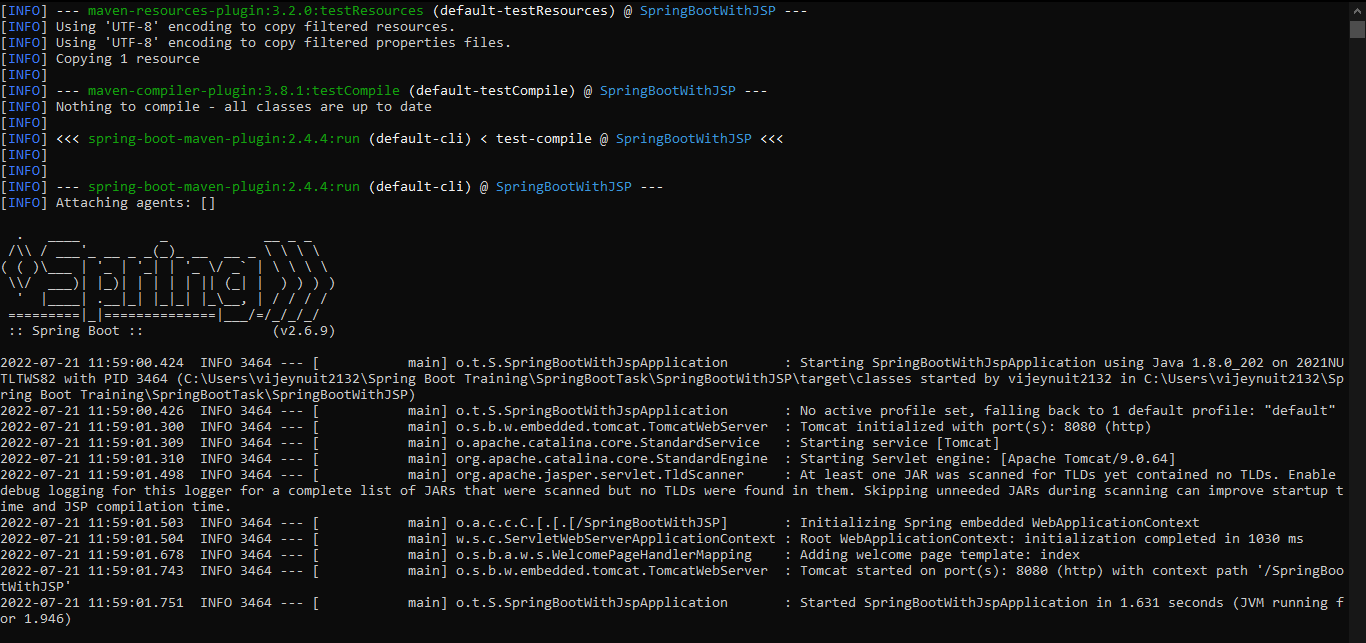 [INFO] --- maven-resources-plugin:3.2.0:testResources (default-testResources) @ SpringBootWithJSP ---
[INFO] Using 'UTF-8' encoding to copy filtered resources.
[INFO] Using 'UTF-8' encoding to copy filtered properties files.
[INFO] Copying 1 resource
[INFO]
[INFO] --- maven-compiler-plugin:3.8.1:testCompile (default-testCompile) @ SpringBootWithJSP ---
[INFO] Nothing to compile - all classes are up to date
[INFO]
[INFO] <<< spring-boot-maven-plugin:2.4.4:run (default-cli) < test-compile @ SpringBootWithJSP <<<
[INFO]
[INFO]
[INFO] --- spring-boot-maven-plugin:2.4.4:run (default-cli) @ SpringBootWithJSP ---
[INFO] Attaching agents: []

  .   ____          _            __ _ _
 /\\ / ___'_ __ _ _(_)_ __  __ _ \ \ \ \
( ( )\___ | '_ | '_| | '_ \/ _` | \ \ \ \
 \\/  ___)| |_)| | | | | || (_| |  ) ) ) )
  '  |____| .__|_| |_|_| |_\__, | / / / /
 =========|_|==============|___/=/_/_/_/
 :: Spring Boot ::                (v2.6.9)

2022-07-21 11:59:00.424  INFO 3464 --- [           main] o.t.S.SpringBootWithJspApplication       : Starting SpringBootWithJspApplication using Java 1.8.0_202 on 2021NU
TLTWS82 with PID 3464 (C:\Users\vijeynuit2132\Spring Boot Training\SpringBootTask\SpringBootWithJSP\target\classes started by vijeynuit2132 in C:\Users\vijeynuit2132\Sp
ring Boot Training\SpringBootTask\SpringBootWithJSP)
2022-07-21 11:59:00.426  INFO 3464 --- [           main] o.t.S.SpringBootWithJspApplication       : No active profile set, falling back to 1 default profile: "default"
2022-07-21 11:59:01.300  INFO 3464 --- [           main] o.s.b.w.embedded.tomcat.TomcatWebServer  : Tomcat initialized with port(s): 8080 (http)
2022-07-21 11:59:01.309  INFO 3464 --- [           main] o.apache.catalina.core.StandardService   : Starting service [Tomcat]
2022-07-21 11:59:01.310  INFO 3464 --- [           main] org.apache.catalina.core.StandardEngine  : Starting Servlet engine: [Apache Tomcat/9.0.64]
2022-07-21 11:59:01.498  INFO 3464 --- [           main] org.apache.jasper.servlet.TldScanner     : At least one JAR was scanned for TLDs yet contained no TLDs. Enable
debug logging for this logger for a complete list of JARs that were scanned but no TLDs were found in them. Skipping unneeded JARs during scanning can improve startup t
ime and JSP compilation time.
2022-07-21 11:59:01.503  INFO 3464 --- [           main] o.a.c.c.C.[.[.[/SpringBootWithJSP]       : Initializing Spring embedded WebApplicationContext
2022-07-21 11:59:01.504  INFO 3464 --- [           main] w.s.c.ServletWebServerApplicationContext : Root WebApplicationContext: initialization completed in 1030 ms
2022-07-21 11:59:01.678  INFO 3464 --- [           main] o.s.b.a.w.s.WelcomePageHandlerMapping    : Adding welcome page template: index
2022-07-21 11:59:01.743  INFO 3464 --- [           main] o.s.b.w.embedded.tomcat.TomcatWebServer  : Tomcat started on port(s): 8080 (http) with context path '/SpringBoo
tWithJSP'
2022-07-21 11:59:01.751  INFO 3464 --- [           main] o.t.S.SpringBootWithJspApplication       : Started SpringBootWithJspApplication in 1.631 seconds (JVM running f
or 1.946)